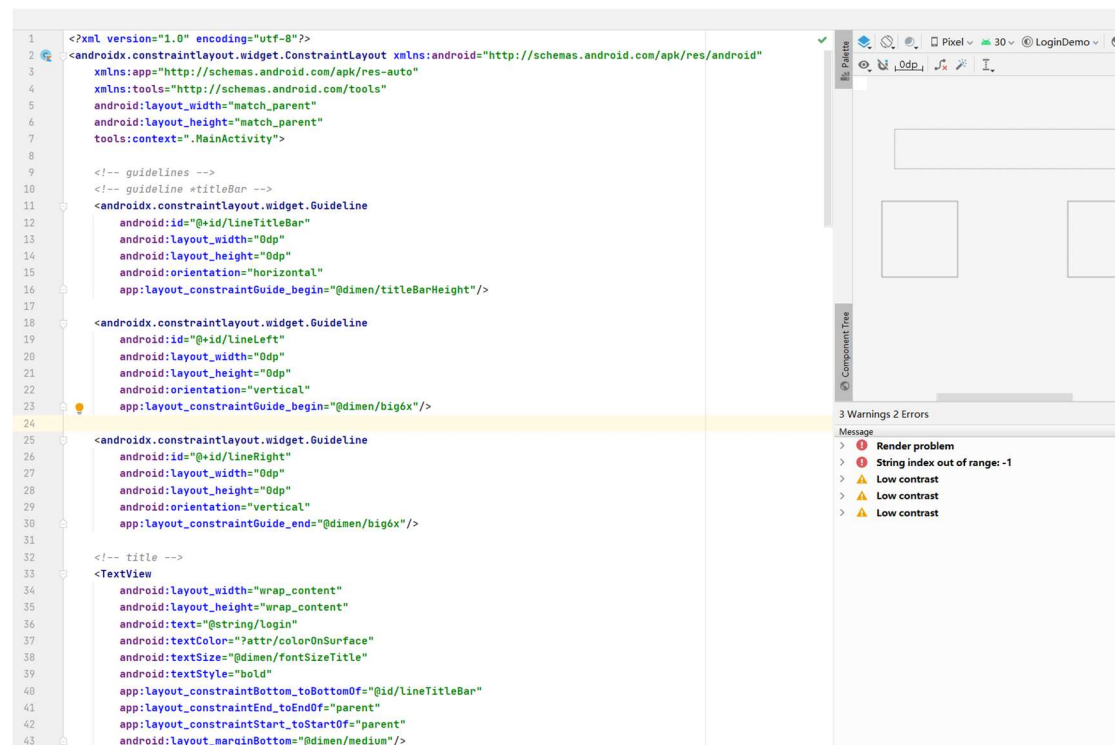 1 <?xml version="1.0" encoding="utf-8"?>
2 <androidx.constraintlayout.widget.ConstraintLayout xmlns:android="http://schemas.android.com/apk/res/android"
3 xmlns:app="http://schemas.android.com/apk/res-auto"
4 xmlns:tools="http://schemas.android.com/tools"
5 android:layout_width="match_parent"
6 android:layout_height="match_parent"
7 tools:context=".MainActivity">
8
9 <!-- guidelines -->
10 <!-- guideline *titleBar -->
11 <androidx.constraintlayout.widget.Guideline
12 android:id="@+id/lineTitleBar"
13 android:layout_width="0dp"
14 android:layout_height="0dp"
15 android:orientation="horizontal"
16 app:layout_constraintGuide_begin="@dimen/titleBarHeight"/>
17
18 <androidx.constraintlayout.widget.Guideline
19 android:id="@+id/lineLeft"
20 android:layout_width="0dp"
21 android:layout_height="0dp"
22 android:orientation="vertical"
23 app:layout_constraintGuide_begin="@dimen/big6x"/>
24
25 <androidx.constraintlayout.widget.Guideline
26 android:id="@+id/lineRight"
27 android:layout_width="0dp"
28 android:layout_height="0dp"
29 android:orientation="vertical"
30 app:layout_constraintGuide_end="@dimen/big6x"/>
31
32 <!-- title -->
33 <TextView
34 android:layout_width="wrap_content"
35 android:layout_height="wrap_content"
36 android:text="@string/login"
37 android:textColor="?attr/colorOnSurface"
38 android:textSize="@dimen/fontSizeTitle"
39 android:textStyle="bold"
40 app:layout_constraintBottom_toBottomOf="@id/lineTitleBar"
41 app:layout_constraintEnd_toEndOf="parent"
42 app:layout_constraintStart_toStartOf="parent"
43 android:layout_marginBottom="@dimen/medium"/>
Palette
Pixel 30 LoginDemo
0dp
Component Tree
3 Warnings 2 Errors
Message
Render problem
String index out of range: -1
Low contrast
Low contrast
Low contrast